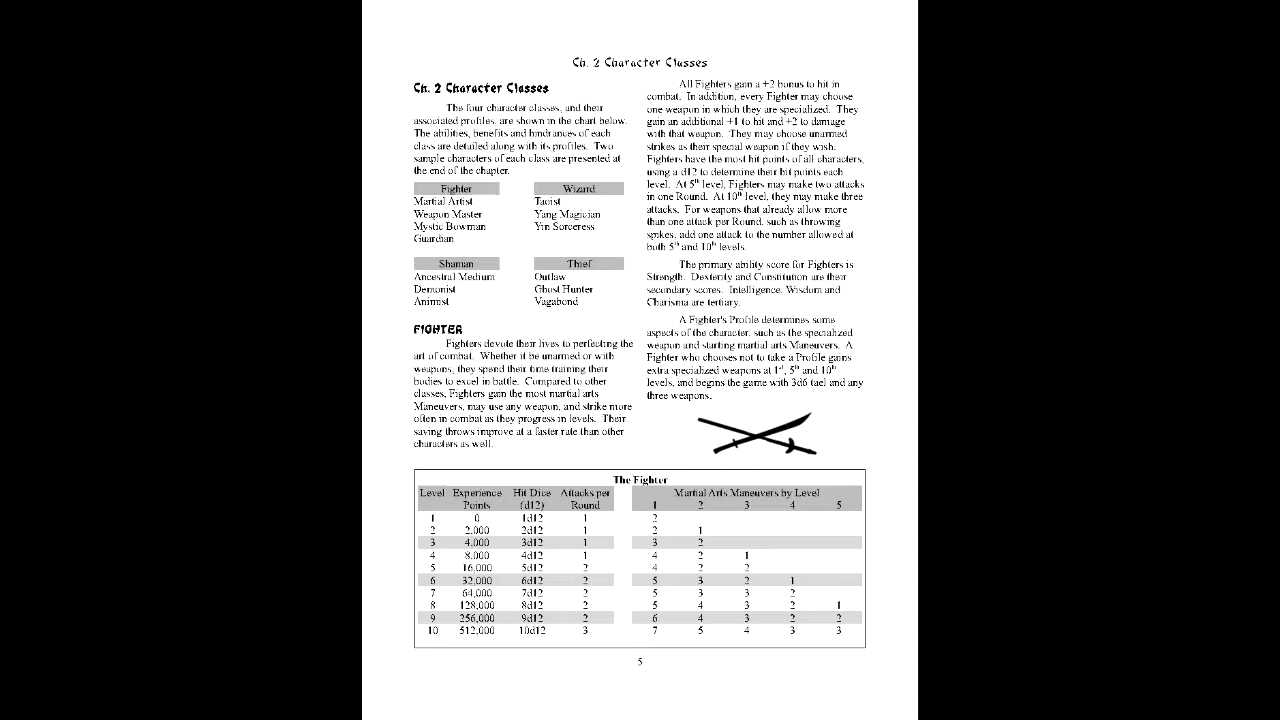 Ch. 2 Character Classes
Ch. 2 Character Classes
The four character classes, and their
associated profiles, are shown in the chart below.
The abilities, benefits and hindrances of each
class are detailed along with its profiles. Two
sample characters of each class are presented at
the end of the chapter.
Fighter Wizard
Martial Artist Taoist
Weapon Master Yang Magician
Mystic Bowman Yin Sorceress
Guardian
Shaman Thief
Ancestral Medium Outlaw
Demonist Ghost Hunter
Animist Vagabond
FIGHTER
Fighters devote their lives to perfecting the
art of combat. Whether it be unarmed or with
weapons, they spend their time training their
bodies to excel in battle. Compared to other
classes, Fighters gain the most martial arts
Maneuvers, may use any weapon, and strike more
often in combat as they progress in levels. Their
saving throws improve at a faster rate than other
characters as well.
All Fighters gain a +2 bonus to hit in
combat. In addition, every Fighter may choose
one weapon in which they are specialized. They
gain an additional +1 to hit and +2 to damage
with that weapon. They may choose unarmed
strikes as their special weapon if they wish.
Fighters have the most hit points of all characters,
using a d12 to determine their hit points each
level. At 5th level, Fighters may make two attacks
in one Round. At 10th level, they may make three
attacks. For weapons that already allow more
than one attack per Round, such as throwing
spikes, add one attack to the number allowed at
both 5th and 10th levels.
The primary ability score for Fighters is
Strength. Dexterity and Constitution are their
secondary scores. Intelligence, Wisdom and
Charisma are tertiary.
A Fighter's Profile determines some
aspects of the character, such as the specialized
weapon and starting martial arts Maneuvers. A
Fighter who chooses not to take a Profile gains
extra specialized weapons at 1st, 5th and 10th
levels, and begins the game with 3d6 tael and any
three weapons.
The Fighter
Level Experience Hit Dice Attacks per Martial Arts Maneuvers by Level
Points (d12) Round 1 2 3 4 5
1 0 1d12 1 2
2 2,000 2d12 1 2 1
3 4,000 3d12 1 3 2
4 8,000 4d12 1 4 2 1
5 16,000 5d12 2 4 2 2
6 32,000 6d12 2 5 3 2 1
7 64,000 7d12 2 5 3 3 2
8 128,000 8d12 2 5 4 3 2 1
9 256,000 9d12 2 6 4 3 2 2
10 512,000 10d12 3 7 5 4 3 3
5